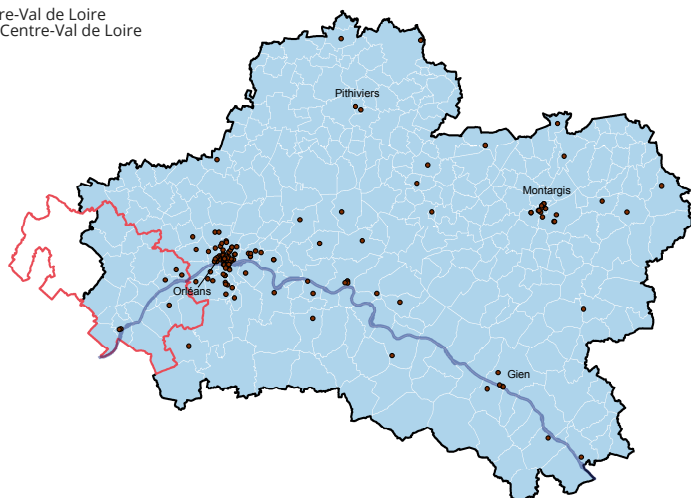 re-Val de Loire
Centre-Val de Loire
Pithiviers
Montargis
Orléans
Gien